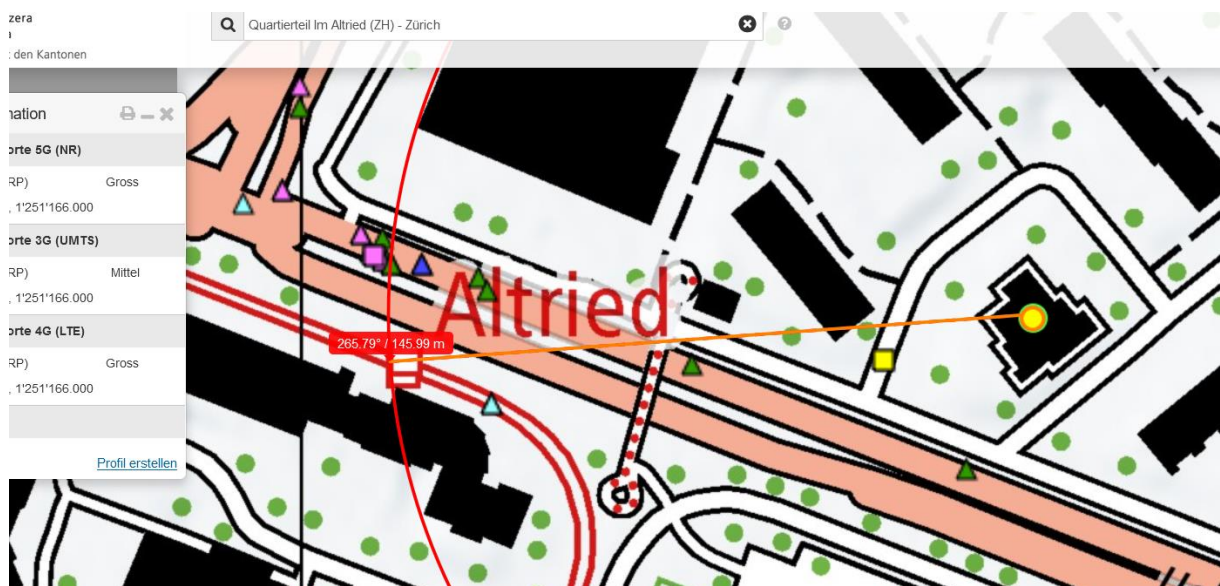 zera
a
den Kantonen
Quartierteil Im Altried (ZH) - Zürich
nation
orte 5G (NR)
RP) Gross
, 1'251'166.000
orte 3G (UMTS)
RP) Mittel
, 1'251'166.000
orte 4G (LTE)
RP) Gross
, 1'251'166.000
Profil erstellen
Altried
265.79° / 145.99 m